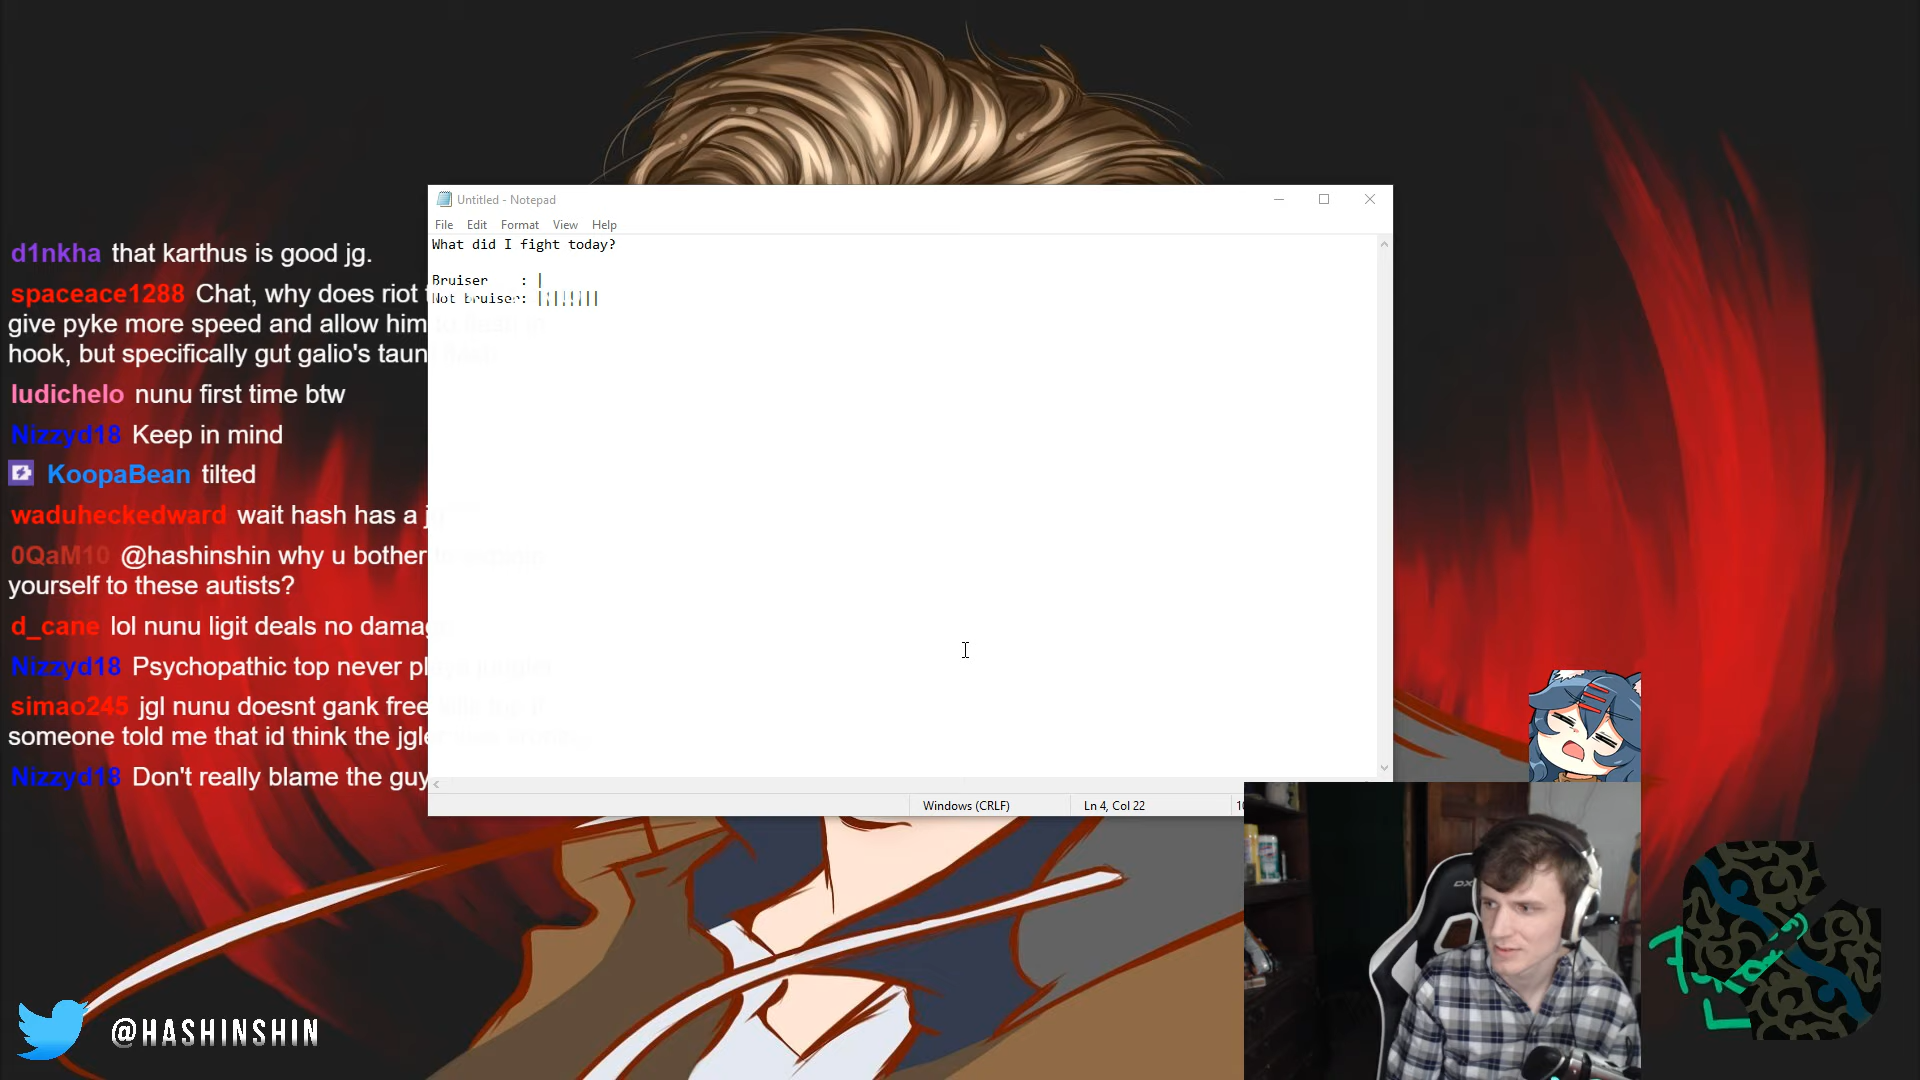 Untitled - Notepad
File Edit Format View Help
What did I fight today?
Bruiser : |
Not bruiser: ||||||||
d1nkha that karthus is good jg.
spaceace1288 Chat, why does riot
give pyke more speed and allow him
hook, but specifically gut galio's taun
ludichelo nunu first time btw
Nizzyd18 Keep in mind
KoopaBean tilted
waduheckedward wait hash has a j
0QaM10 @hashinshin why u bother
yourself to these autists?
d_cane lol nunu ligit deals no damag
Nizzyd18 Psychopathic top never pl
simao245 jgl nunu doesnt gank free
someone told me that id think the jgl
Nizzyd18 Don't really blame the guy
Windows (CRLF) Ln 4, Col 22 10
DX
@HASHINSHIN